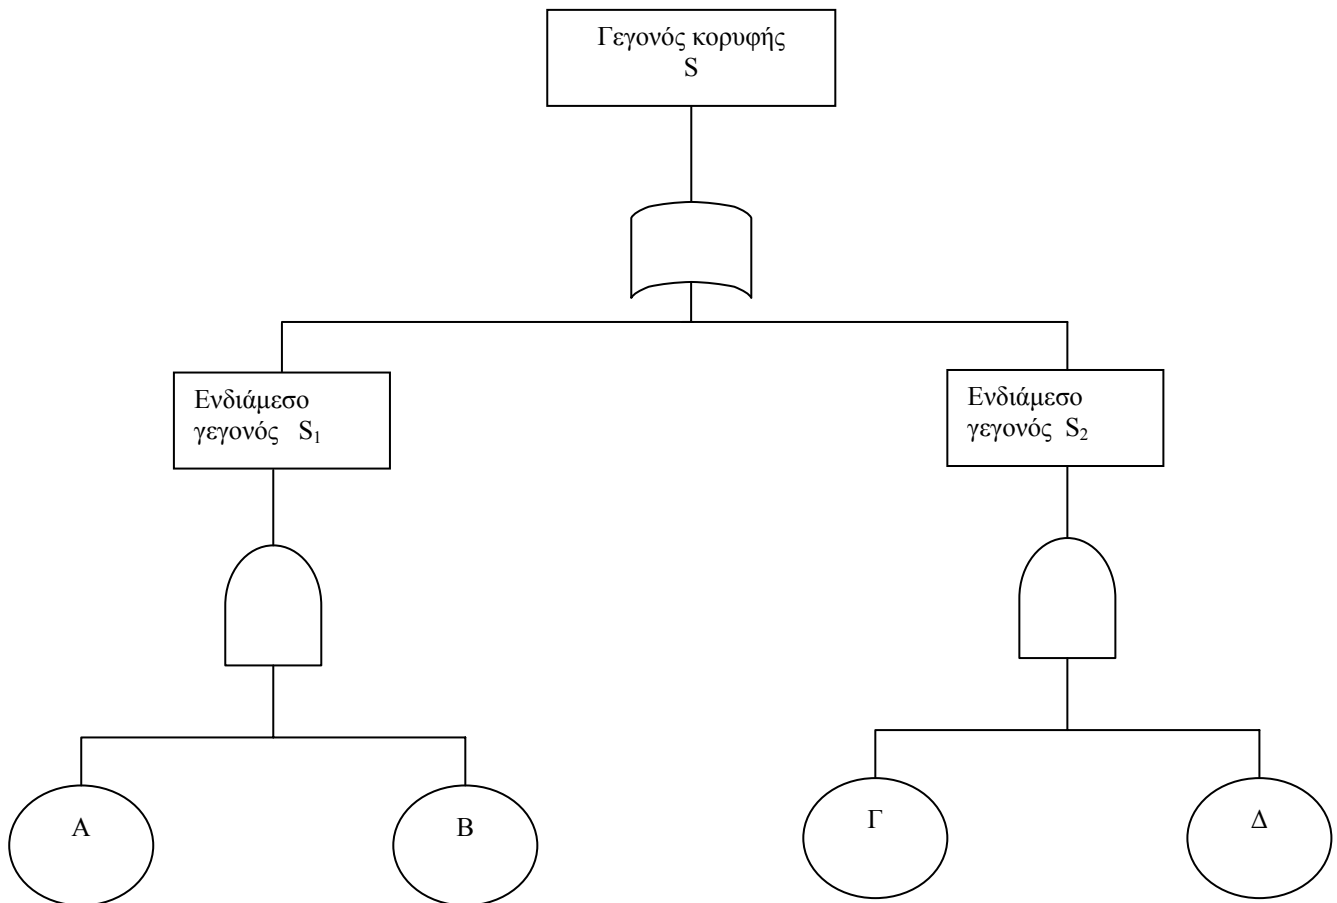 Γεγονός κορυφής
S
Ενδιάμεσο
γεγονός S₁
Ενδιάμεσο
γεγονός S₂
Α
Β
Γ
Δ